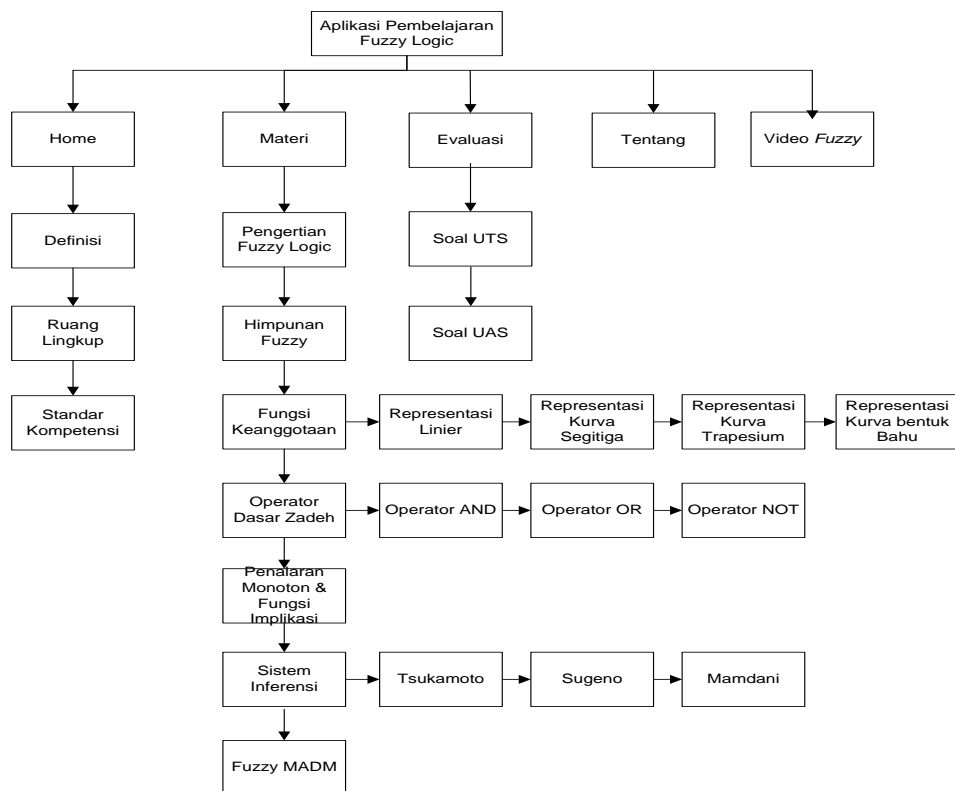 Aplikasi Pembelajaran
Fuzzy Logic
Home
Materi
Evaluasi
Tentang
Video Fuzzy
Definisi
Pengertian
Fuzzy Logic
Soal UTS
Ruang
Lingkup
Himpunan
Fuzzy
Soal UAS
Standar
Kompetensi
Fungsi
Keanggotaan
Representasi
Linier
Representasi
Kurva
Segitiga
Representasi
Kurva
Trapesium
Representasi
Kurva bentuk
Bahu
Operator
Dasar Zadeh
Operator AND
Operator OR
Operator NOT
Penalaran
Monoton &
Fungsi
Implikasi
Sistem
Inferensi
Tsukamoto
Sugeno
Mamdani
Fuzzy MADM